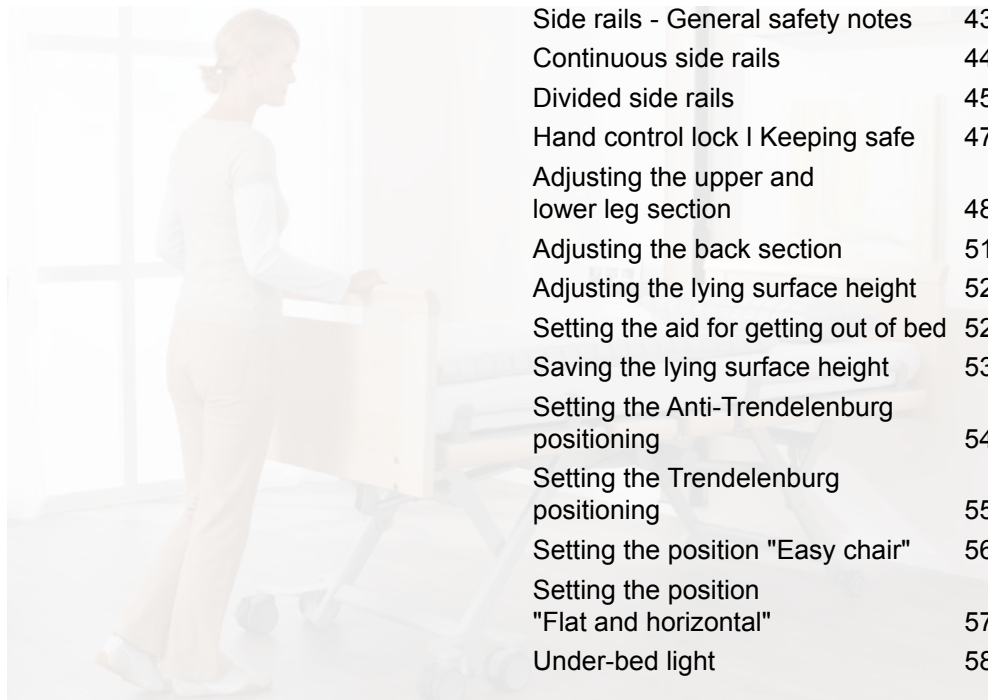 Side rails - General safety notes 43
Continuous side rails 44
Divided side rails 45
Hand control lock l Keeping safe 47
Adjusting the upper and
lower leg section 48
Adjusting the back section 51
Adjusting the lying surface height 52
Setting the aid for getting out of bed 52
Saving the lying surface height 53
Setting the Anti-Trendelenburg
positioning 54
Setting the Trendelenburg
positioning 55
Setting the position "Easy chair" 56
Setting the position
"Flat and horizontal" 57
Under-bed light 58